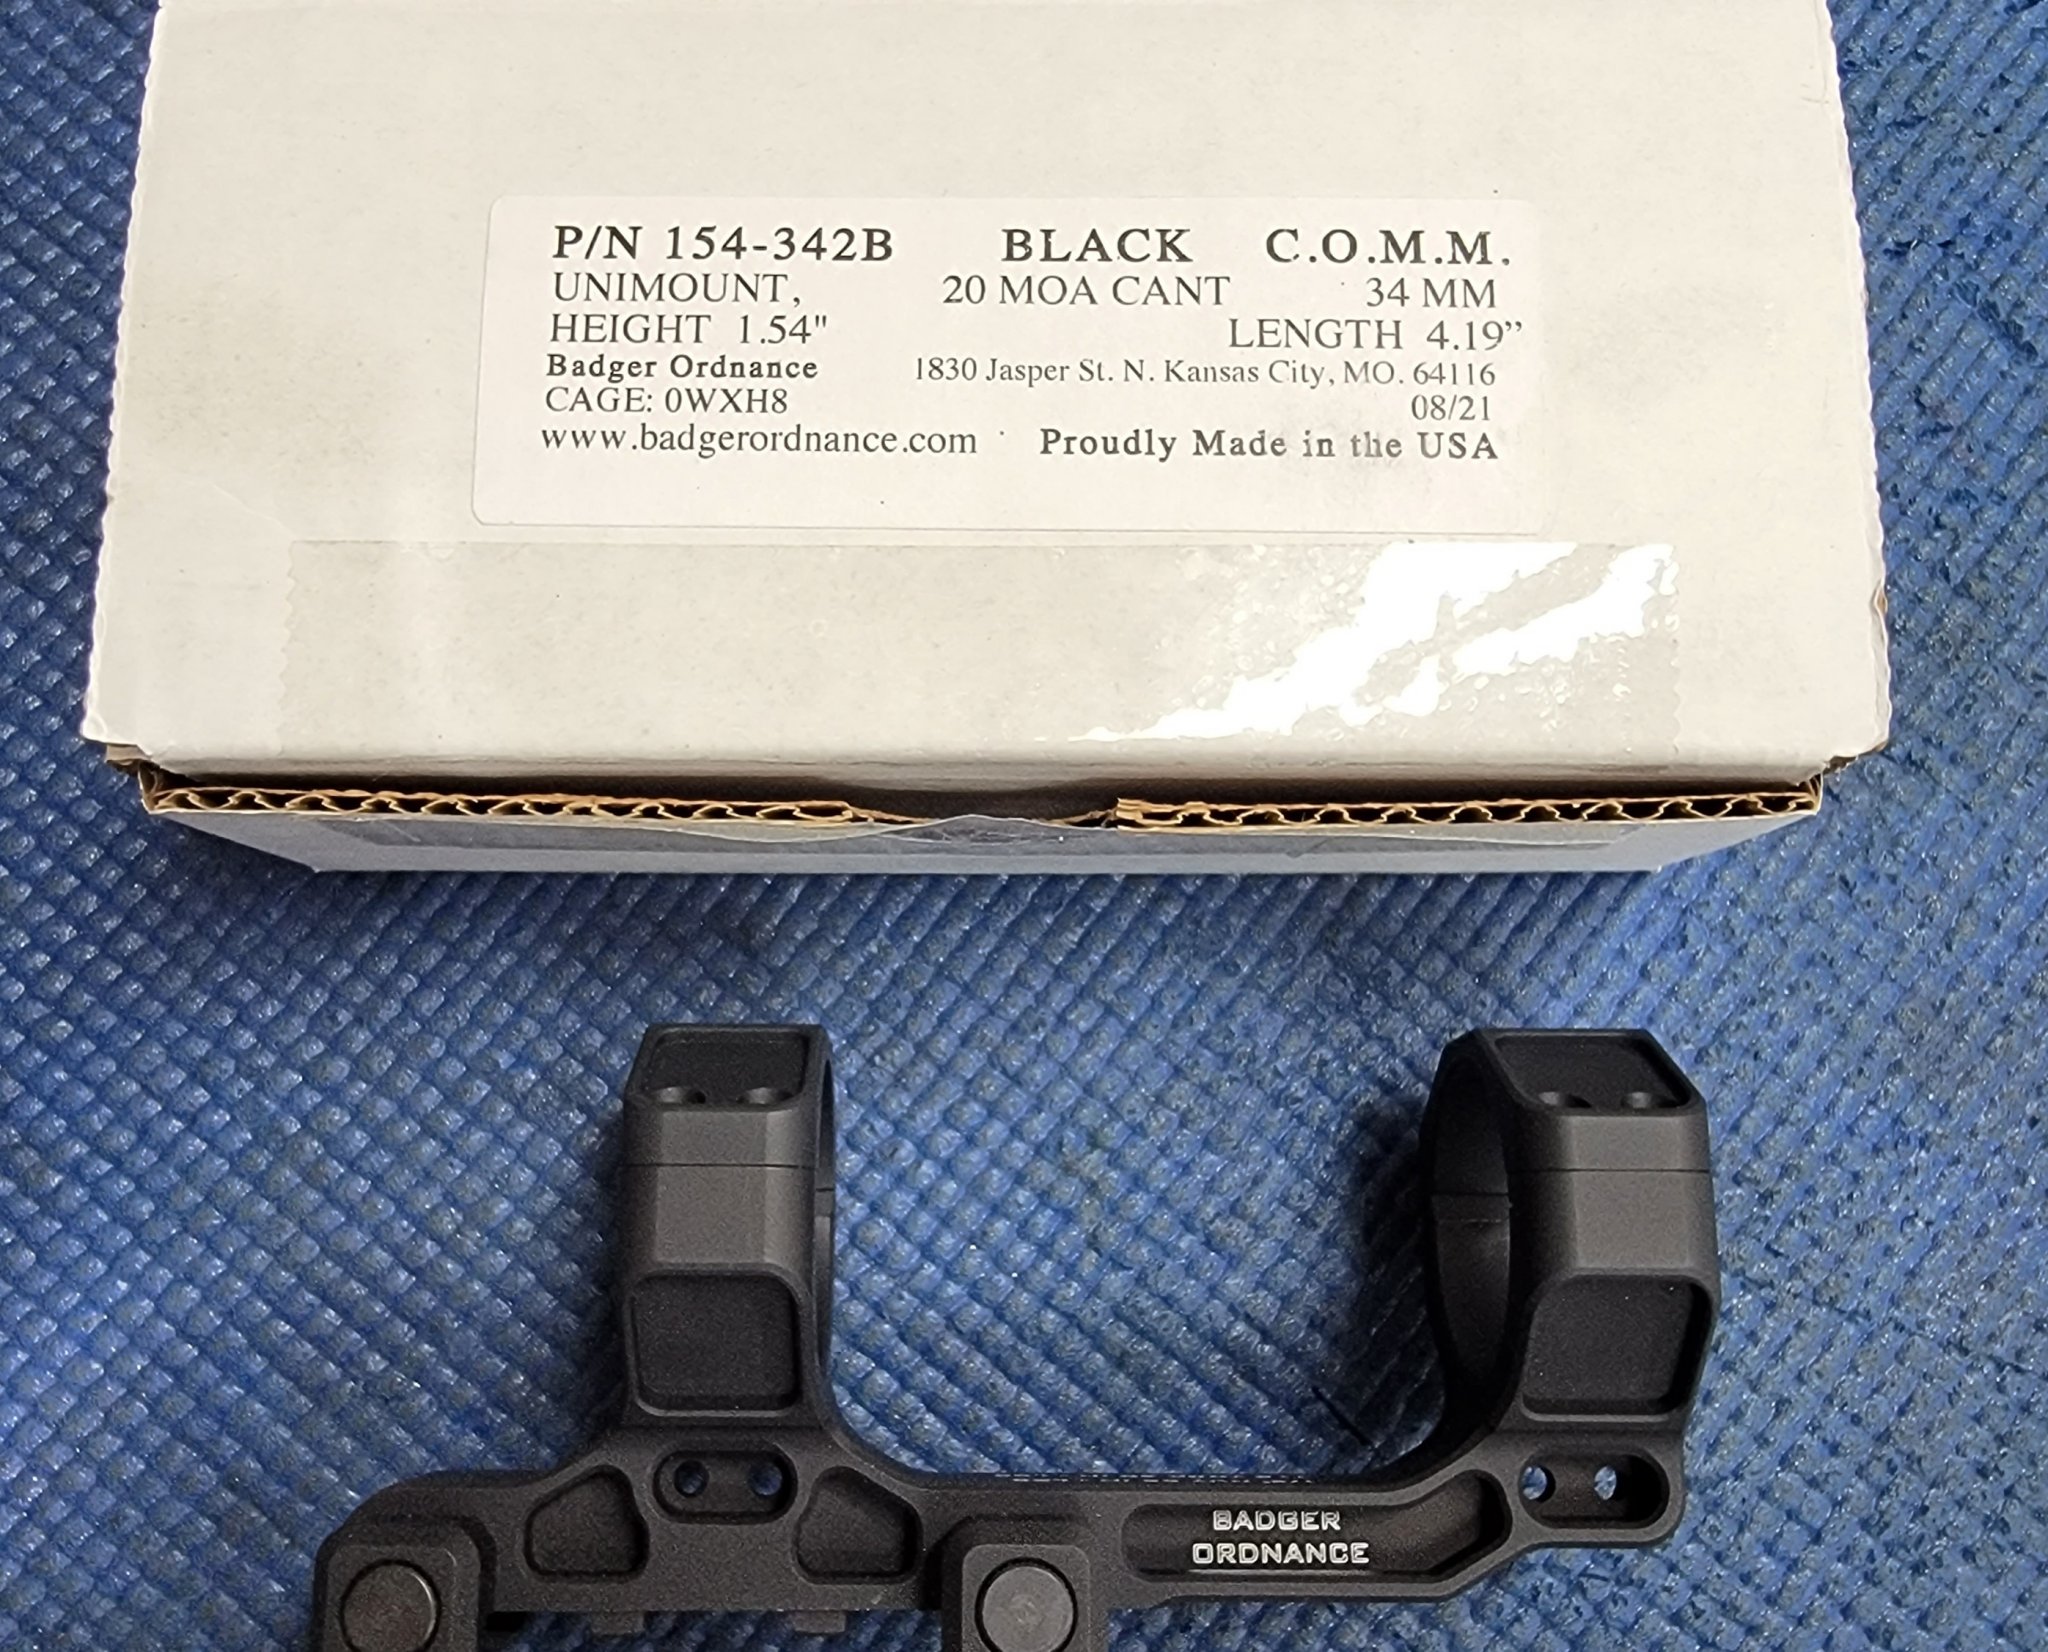 P/N 154-342B BLACK C.O.M.M.
UNIMOUNT, 20 MOA CANT 34 MM
HEIGHT 1.54" LENGTH 4.19”
Badger Ordnance 1830 Jasper St. N. Kansas City, MO. 64116
CAGE: 0WXH8 08/21
www.badgerordnance.com Proudly Made in the USA
BADGER
ORDNANCE